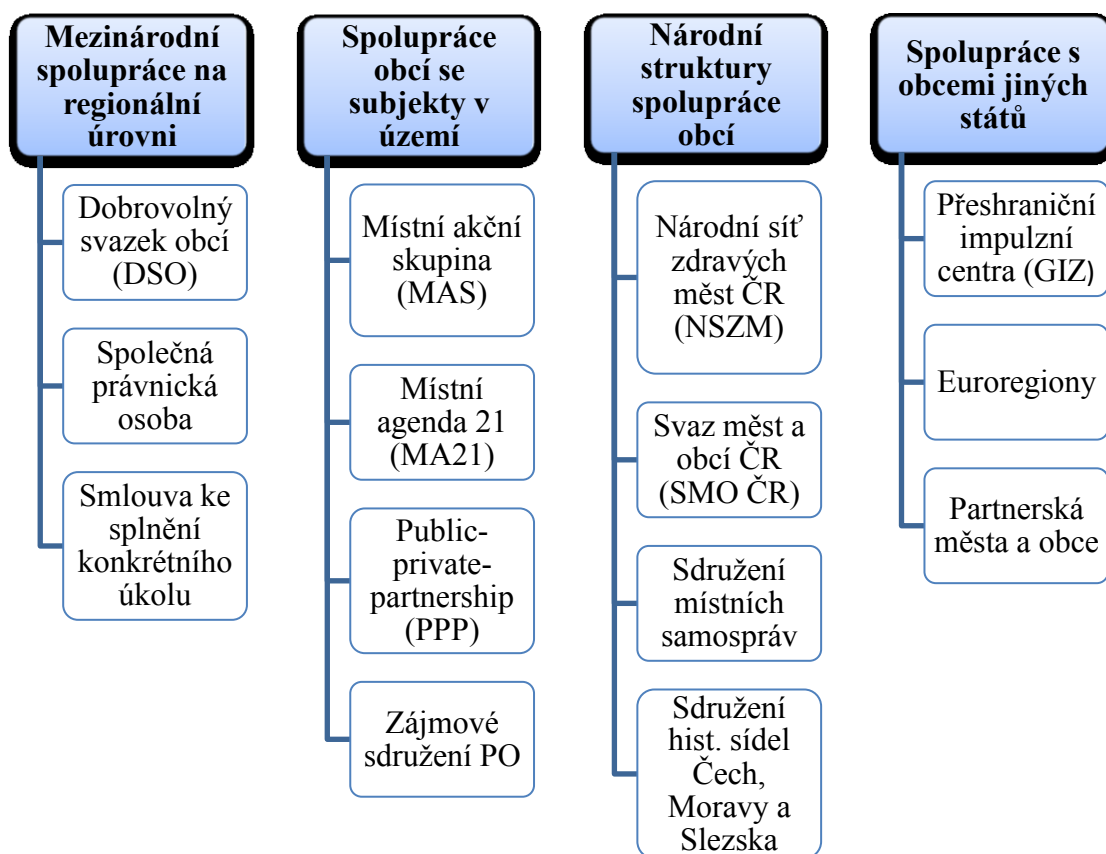 Mezinárodní
spolupráce na
regionální
úrovni
Dobrovolný
svazek obcí
(DSO)
Společná
právnická
osoba
Smlouva ke
splnění
konkrétního
úkolu
Spolupráce
obcí se
subjekty v
území
Místní akční
skupina
(MAS)
Místní
agenda 21
(MA21)
Public-
private-
partnership
(PPP)
Zájmové
sdružení PO
Národní
struktury
spolupráce
obcí
Národní síť
zdravých
měst ČR
(NSZM)
Svaz měst a
obcí ČR
(SMO ČR)
Sdružení
místních
samospráv
Sdružení
hist. sídel
Čech,
Moravy a
Slezska
Spolupráce s
obcemi jiných
států
Přeshraniční
impulzní
centra (GIZ)
Euroregiony
Partnerská
města a obce